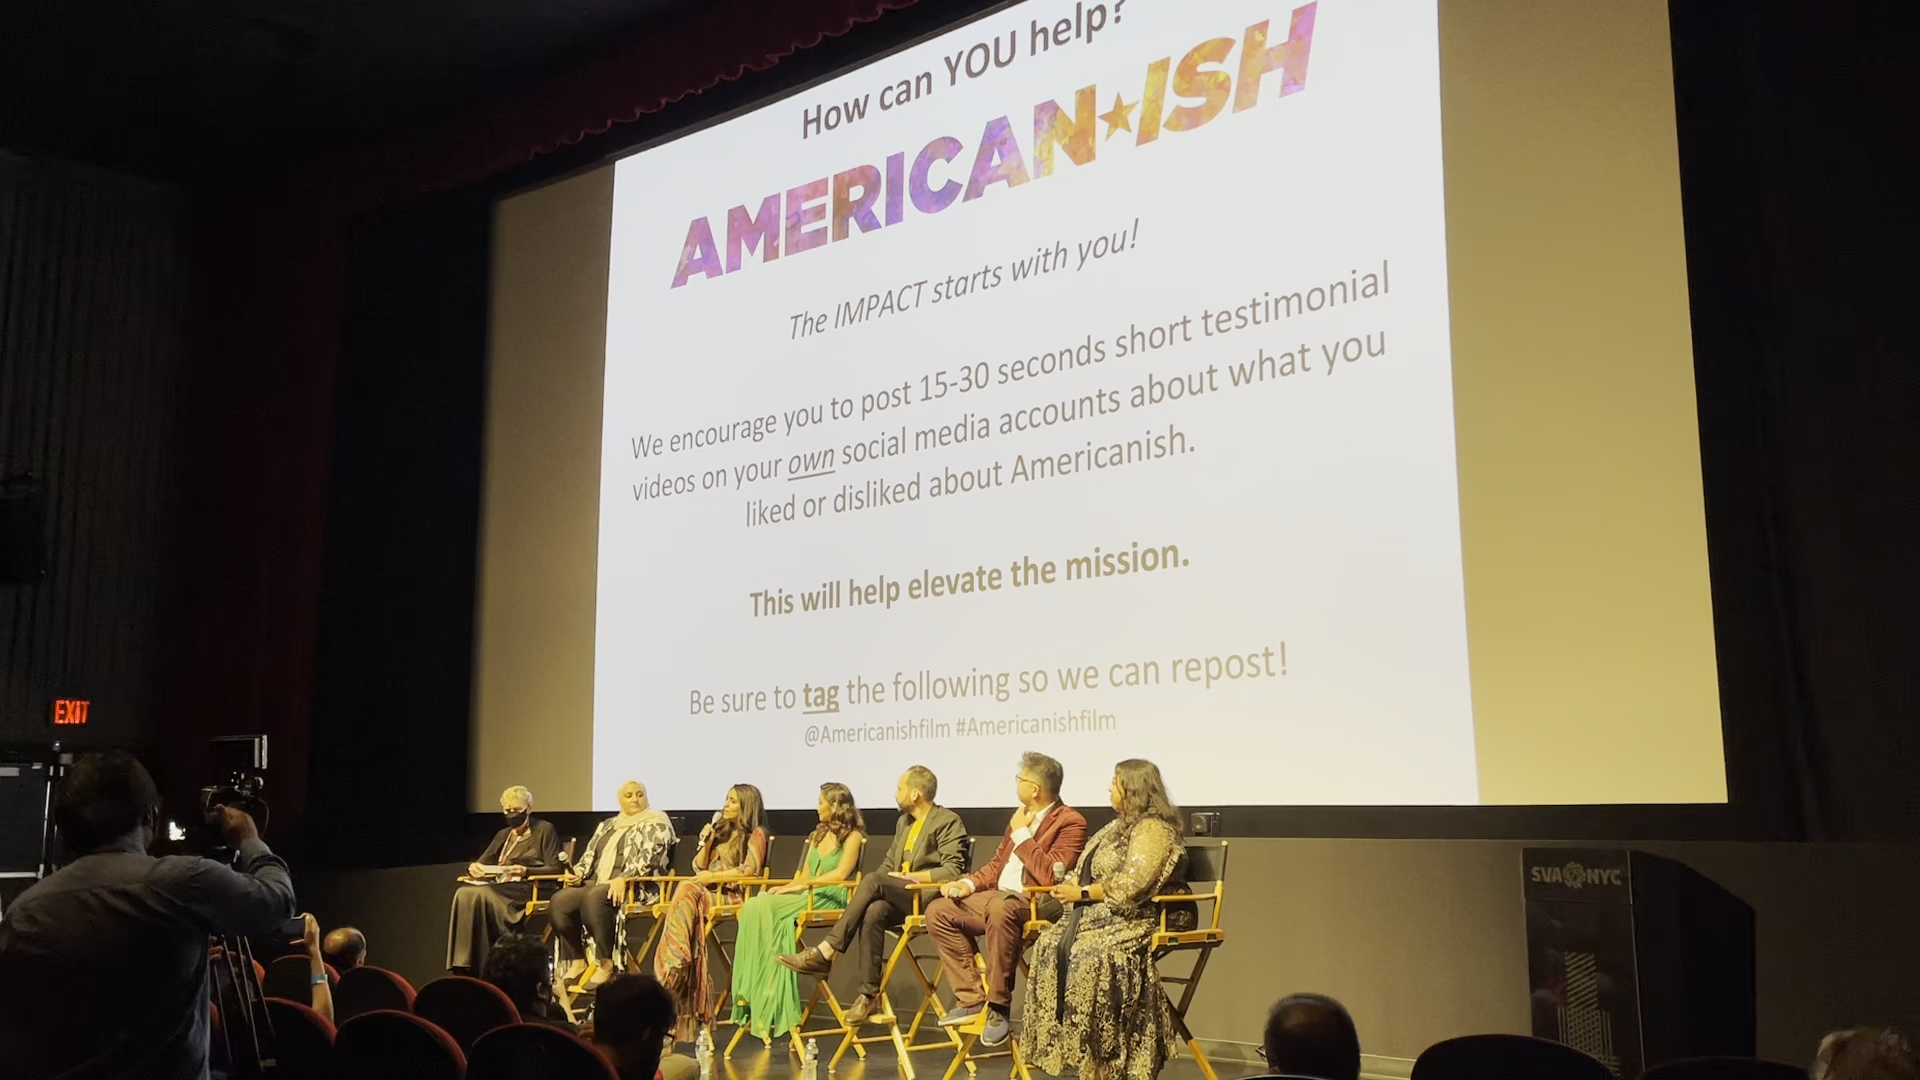 How can YOU help?
AMERICAN★ISH
The IMPACT starts with you!
We encourage you to post 15-30 seconds short testimonial
videos on your own social media accounts about what you
liked or disliked about Americanish.
This will help elevate the mission.
Be sure to tag the following so we can repost!
@Americanishfilm #Americanishfilm
EXIT
SVA NYC